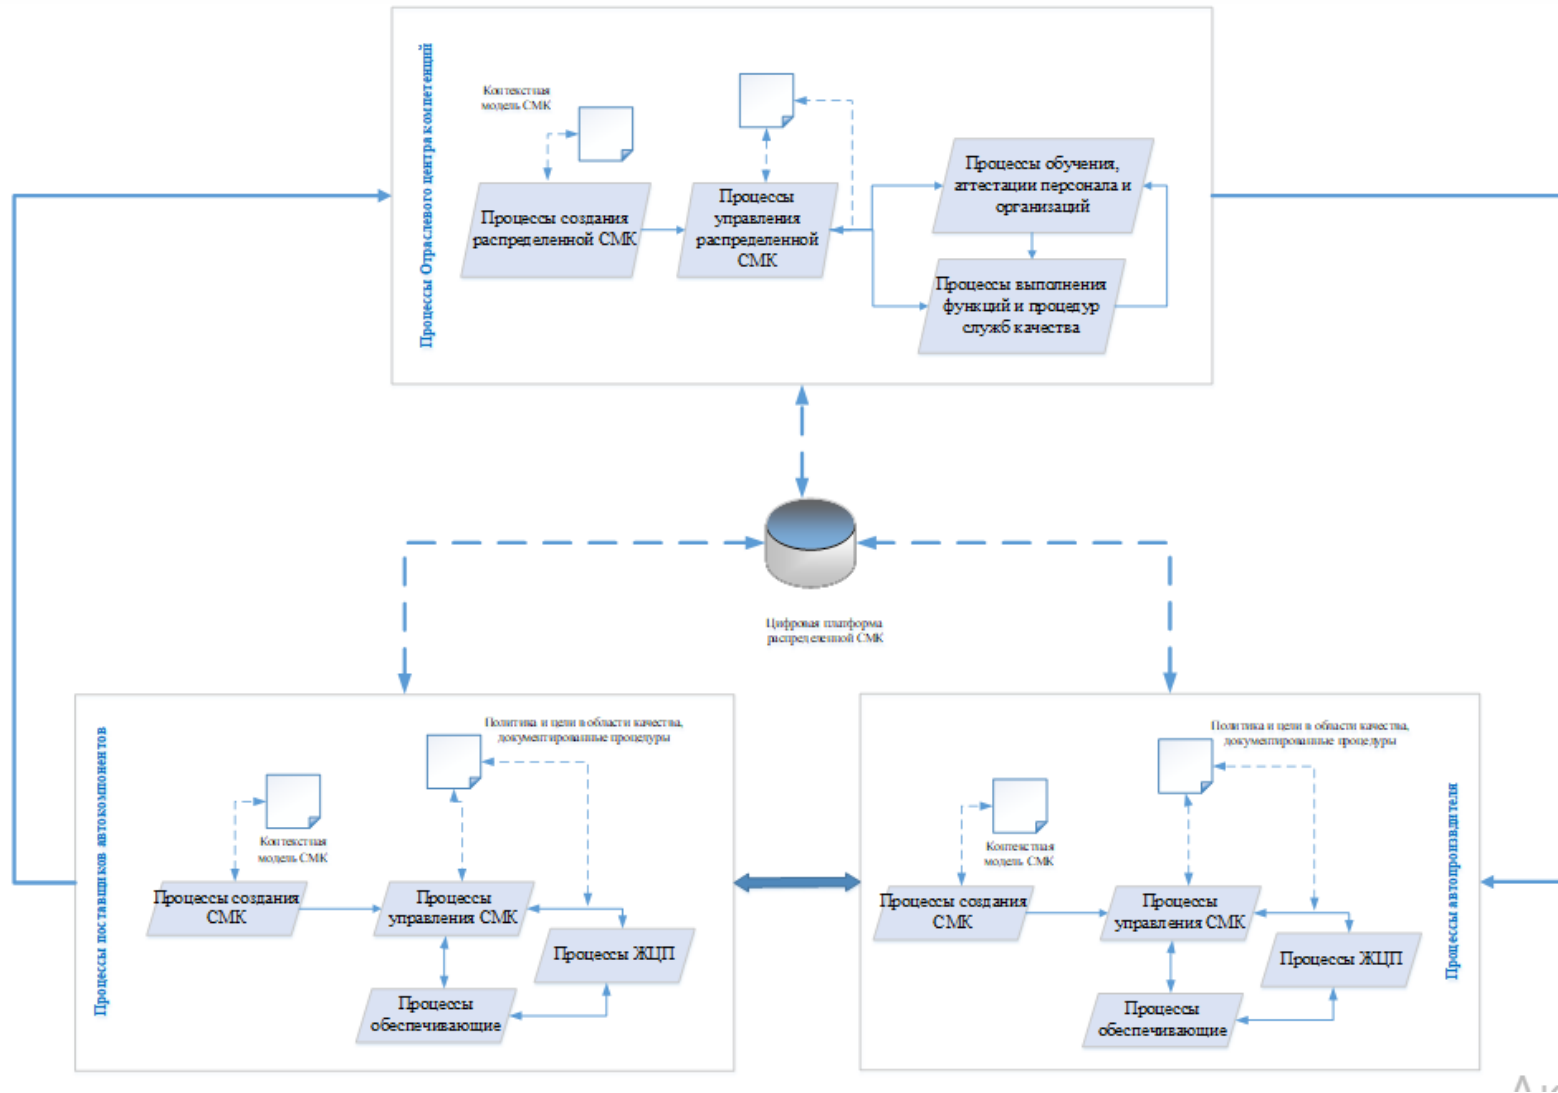 Процессы Отраслевого центра компетенций
Контекстная
модель СМК
Процессы создания
распределенной СМК
Процессы
управления
распределенной
СМК
Процессы обучения,
аттестации персонала и
организаций
Процессы выполнения
функций и процедур
служб качества
Цифровая платформа
распределенной СМК
Процессы поставщиков автокомпонентов
Политика и цели в области качества,
документированные процедуры
Контекстная
модель СМК
Процессы создания
СМК
Процессы
управления СМК
Процессы ЖЦП
Процессы
обеспечивающие
Политика и цели в области качества,
документированные процедуры
Контекстная
модель СМК
Процессы создания
СМК
Процессы
управления СМК
Процессы ЖЦП
Процессы
обеспечивающие
Процессы автопроизвдителя